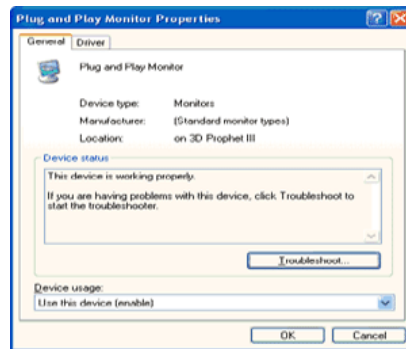 Plug and Play Monitor Properties
General Driver
Plug and Play Monitor
Device type: Monitors
Manufacturer: (Standard monitor types)
Location: on 3D Prophet III
Device status
This device is working properly.
If you are having problems with this device, click Troubleshoot to
start the troubleshooter.
Troubleshoot...
Device usage:
Use this device (enable)
OK Cancel